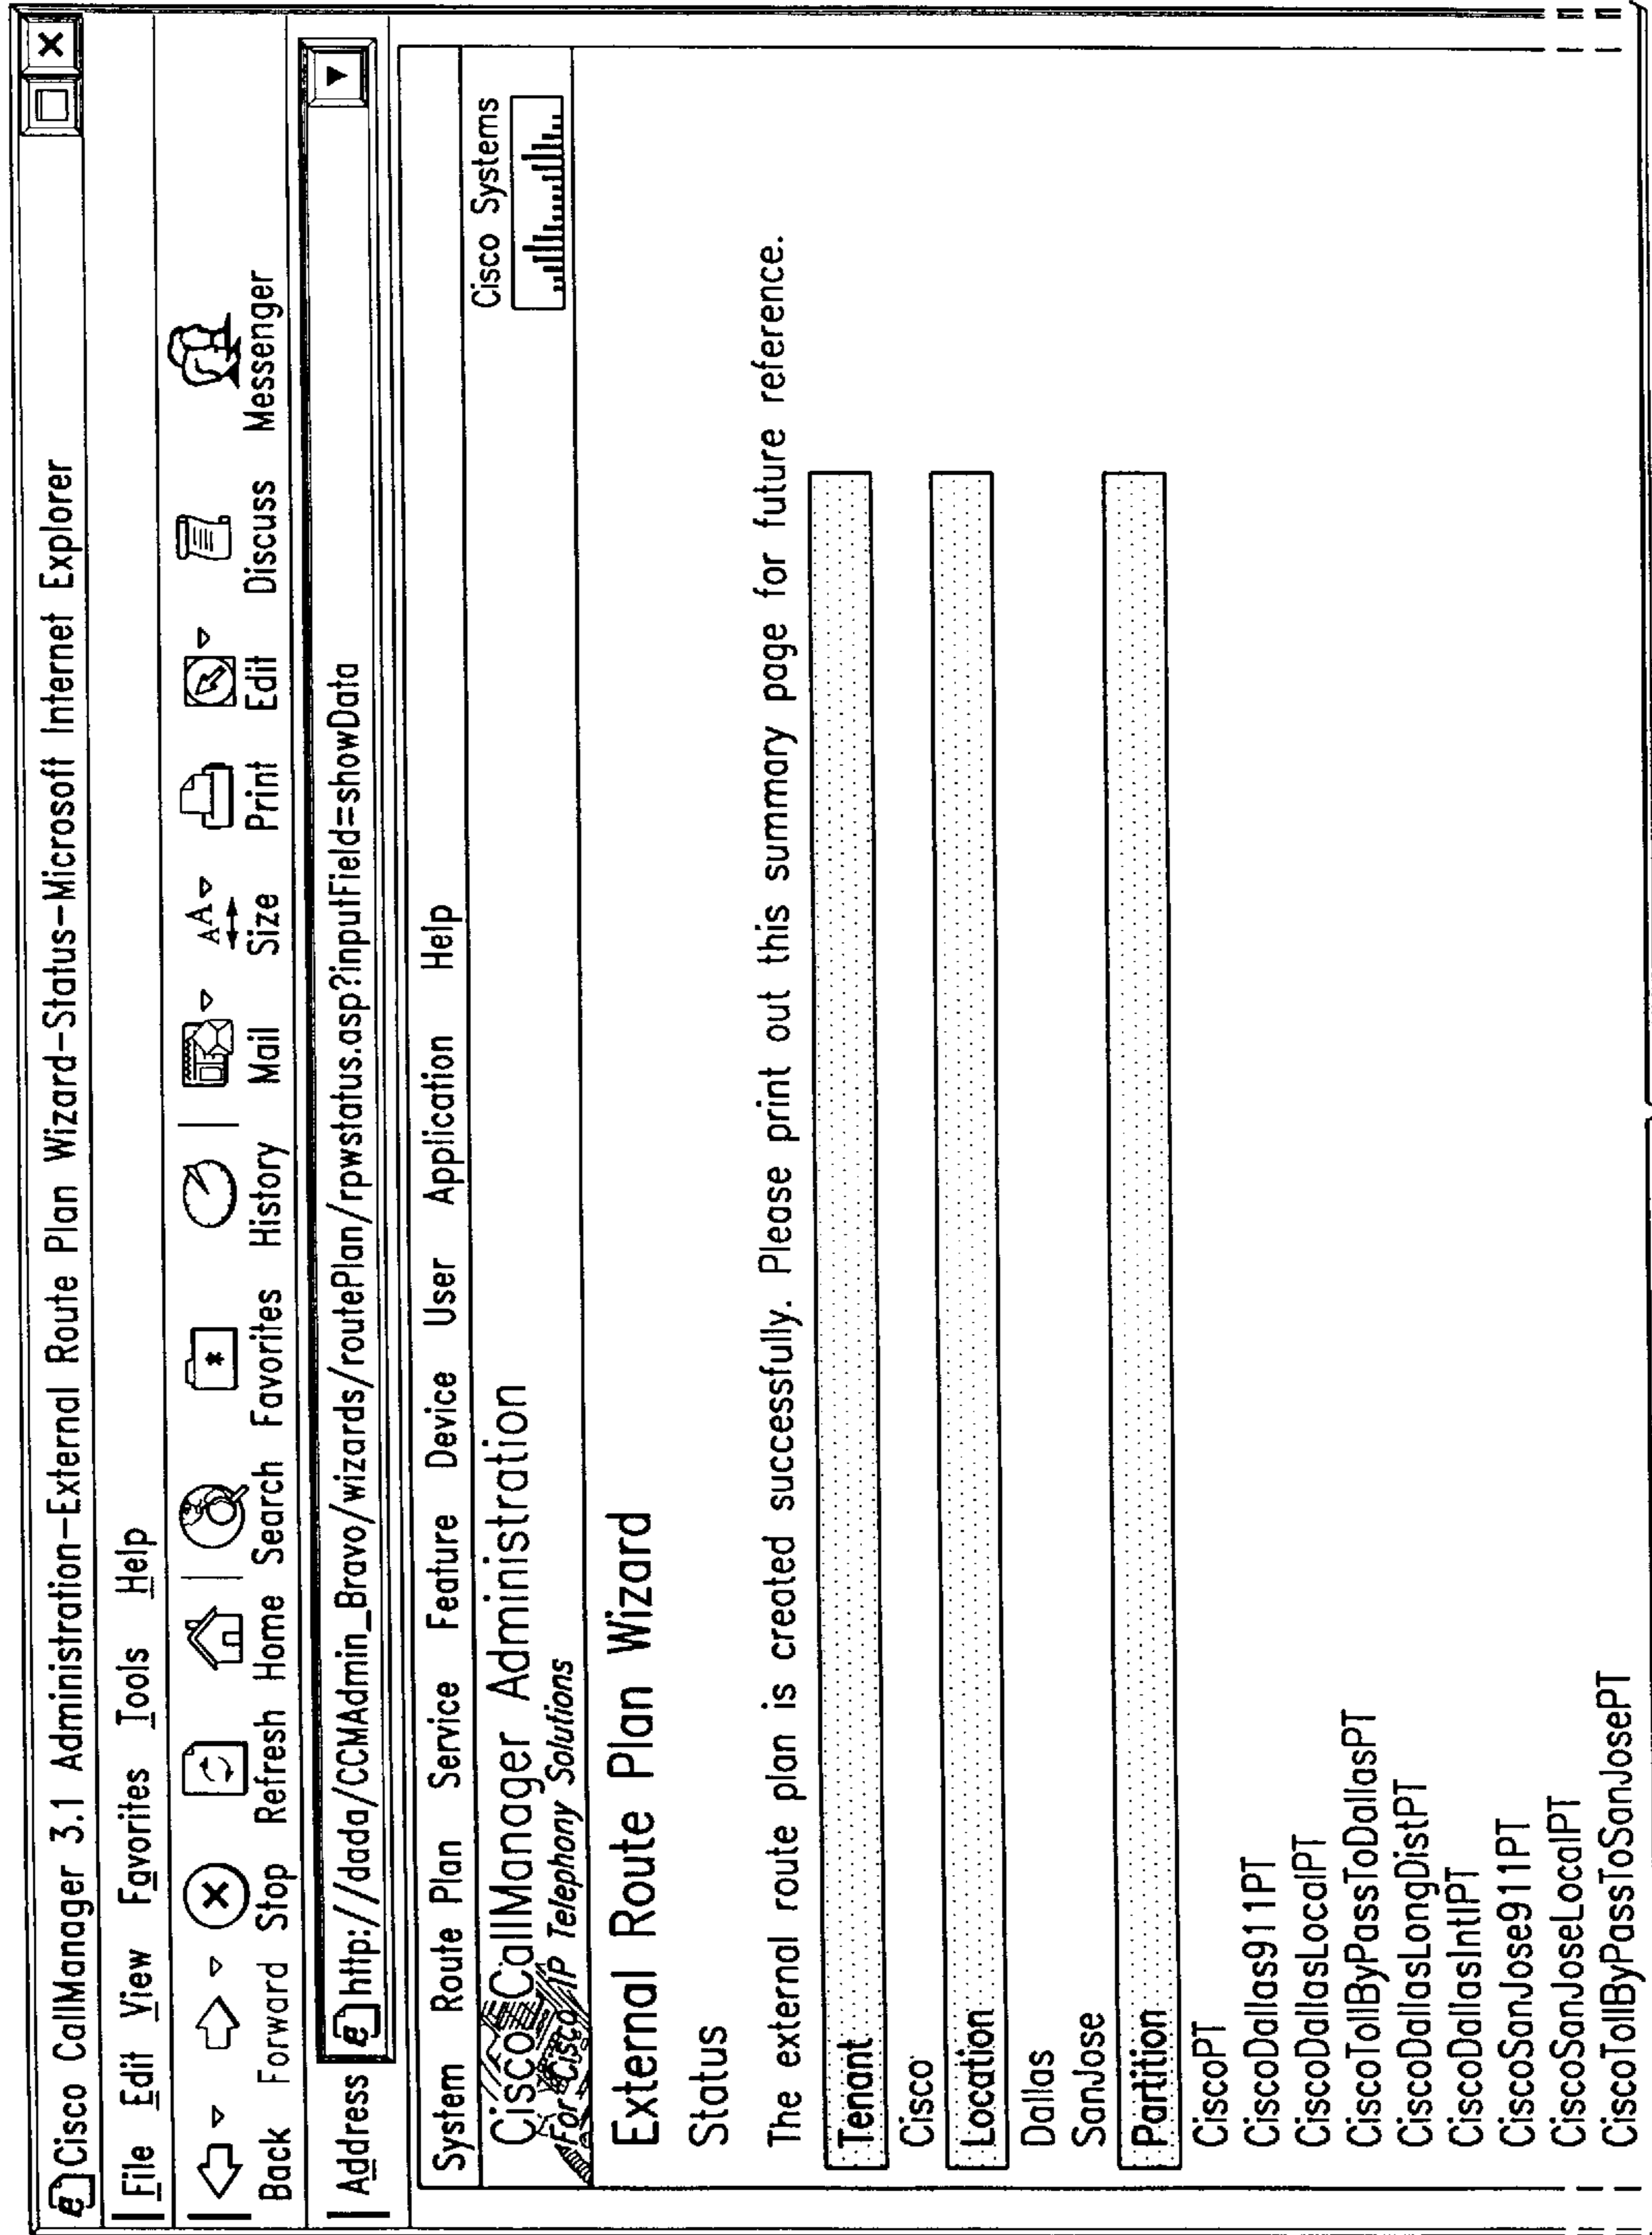 Cisco CallManager 3.1 Administration-External Route Plan Wizard-Status-Microsoft Internet Explorer
File Edit View Favorites Tools Help
Back Forward Stop Refresh Home Search Favorites History Mail Size Print Edit Discuss Messenger
Address http://dada/CCMAdmin_Bravo/wizards/routePlan/rpwstatus.asp?inputField=showData
System Route Plan Service Feature Device User Application Help
Cisco CallManager Administration
For Cisco IP Telephony Solutions
Cisco Systems
External Route Plan Wizard
Status
The external route plan is created successfully. Please print out this summary page for future reference.
Tenant
Cisco
Location
Dallas
SanJose
Partition
CiscoPT
CiscoDallas911PT
CiscoDallasLocalPT
CiscoTollByPassToDallasPT
CiscoDallasLongDistPT
CiscoDallasIntlPT
CiscoSanJose911PT
CiscoSanJoseLocalPT
CiscoTollByPassToSanJosePT